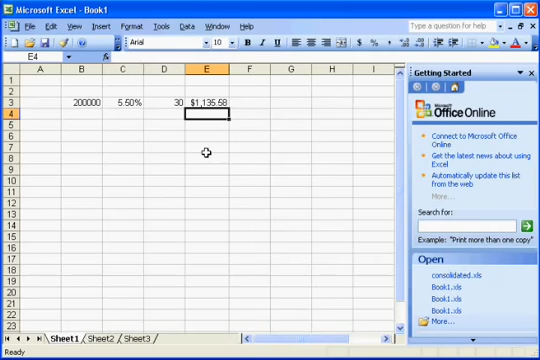 Microsoft Excel - Book1
File Edit View Insert Format Tools Data Window Help
Type a question for help
Arial 10 B I U
E4 fx
A B C D E F G H I
1
2
3 200000 5.50% 30 $1,135.58
4
5
6
7
8
9
10
11
12
13
14
15
16
17
18
19
20
21
22
23
Sheet1 Sheet2 Sheet3
Ready
Getting Started
Microsoft
Office Online
Connect to Microsoft Office Online
Get the latest news about using Excel
Automatically update this list from the web
More...
Search for:
Example: "Print more than one copy"
Open
consolidated.xls
Book1.xls
Book1.xls
Book1.xls
More...